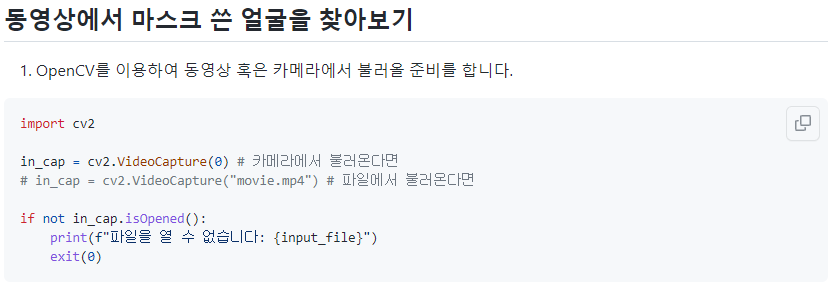 동영상에서 마스크 쓴 얼굴을 찾아보기
1. OpenCV를 이용하여 동영상 혹은 카메라에서 불러올 준비를 합니다.
import cv2
in_cap = cv2.VideoCapture(0) # 카메라에서 불러온다면
# in_cap = cv2.VideoCapture("movie.mp4") # 파일에서 불러온다면
if not in_cap.isOpened():
    print(f"파일을 열 수 없습니다: {input_file}")
    exit(0)